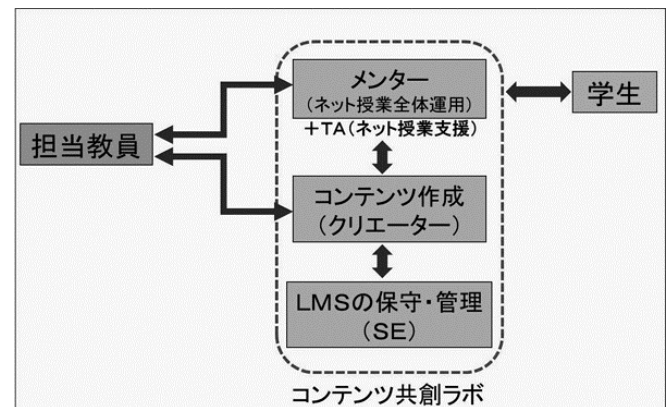 メンター
(ネット授業全体運用)
+TA(ネット授業支援)
学生
担当教員
コンテンツ作成
(クリエーター)
LMSの保守・管理
(SE)
コンテンツ共創ラボ